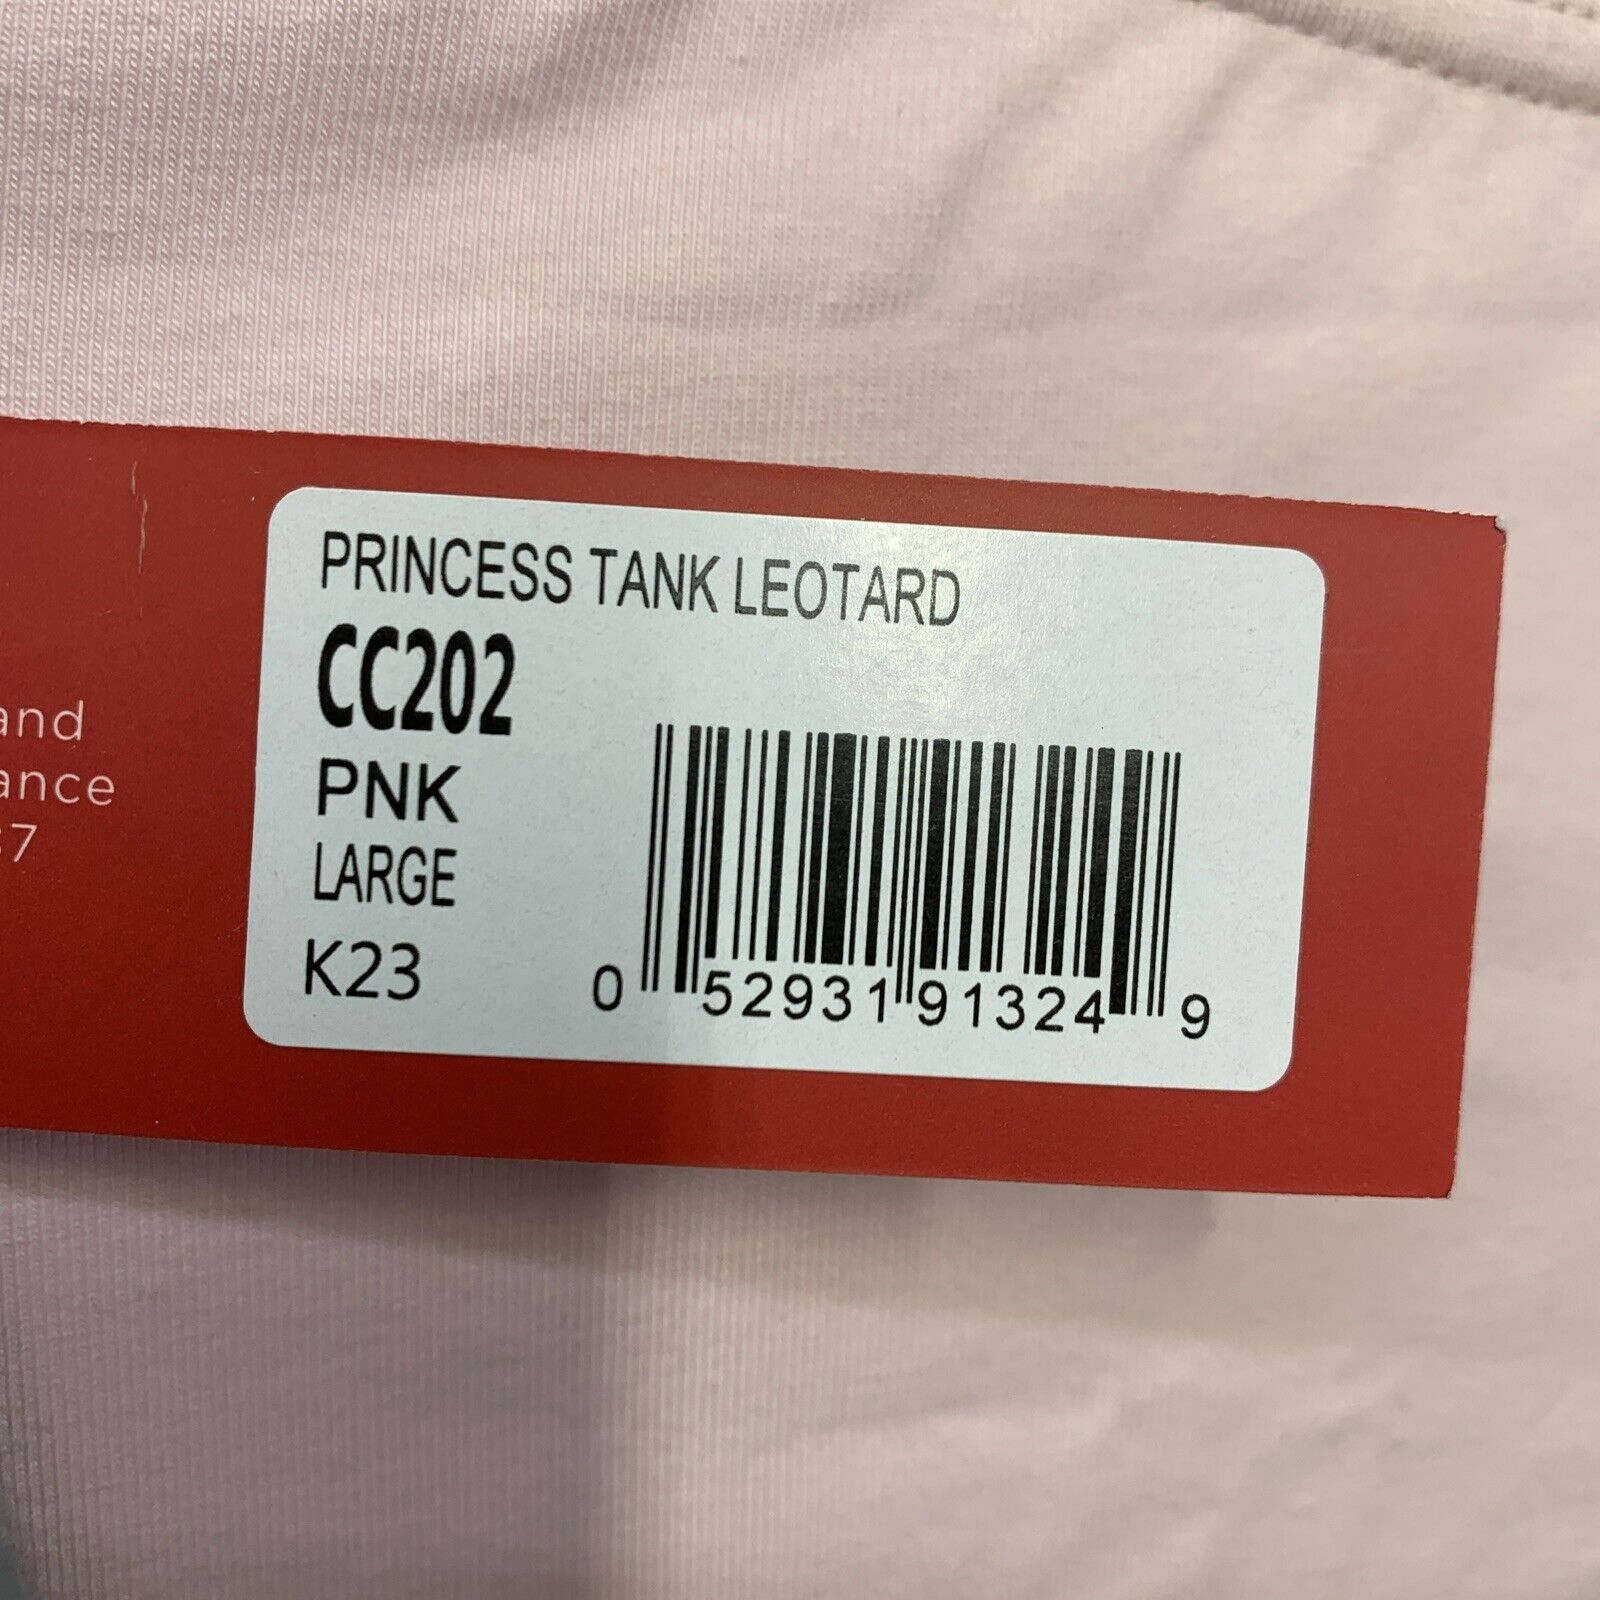 PRINCESS TANK LEOTARD
CC202
PNK
LARGE
K23
0 52931 91324 9
and
ance